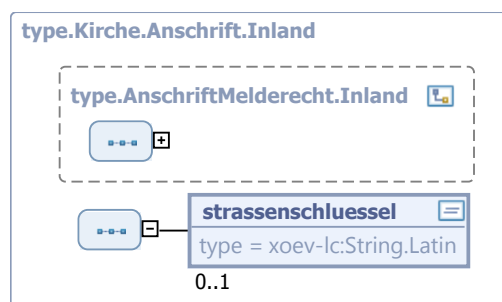 type.Kirche.Anschrift.Inland
type.AnschriftMelderecht.Inland
strassenschluessel
type = xoev-lc:String.Latin
0..1